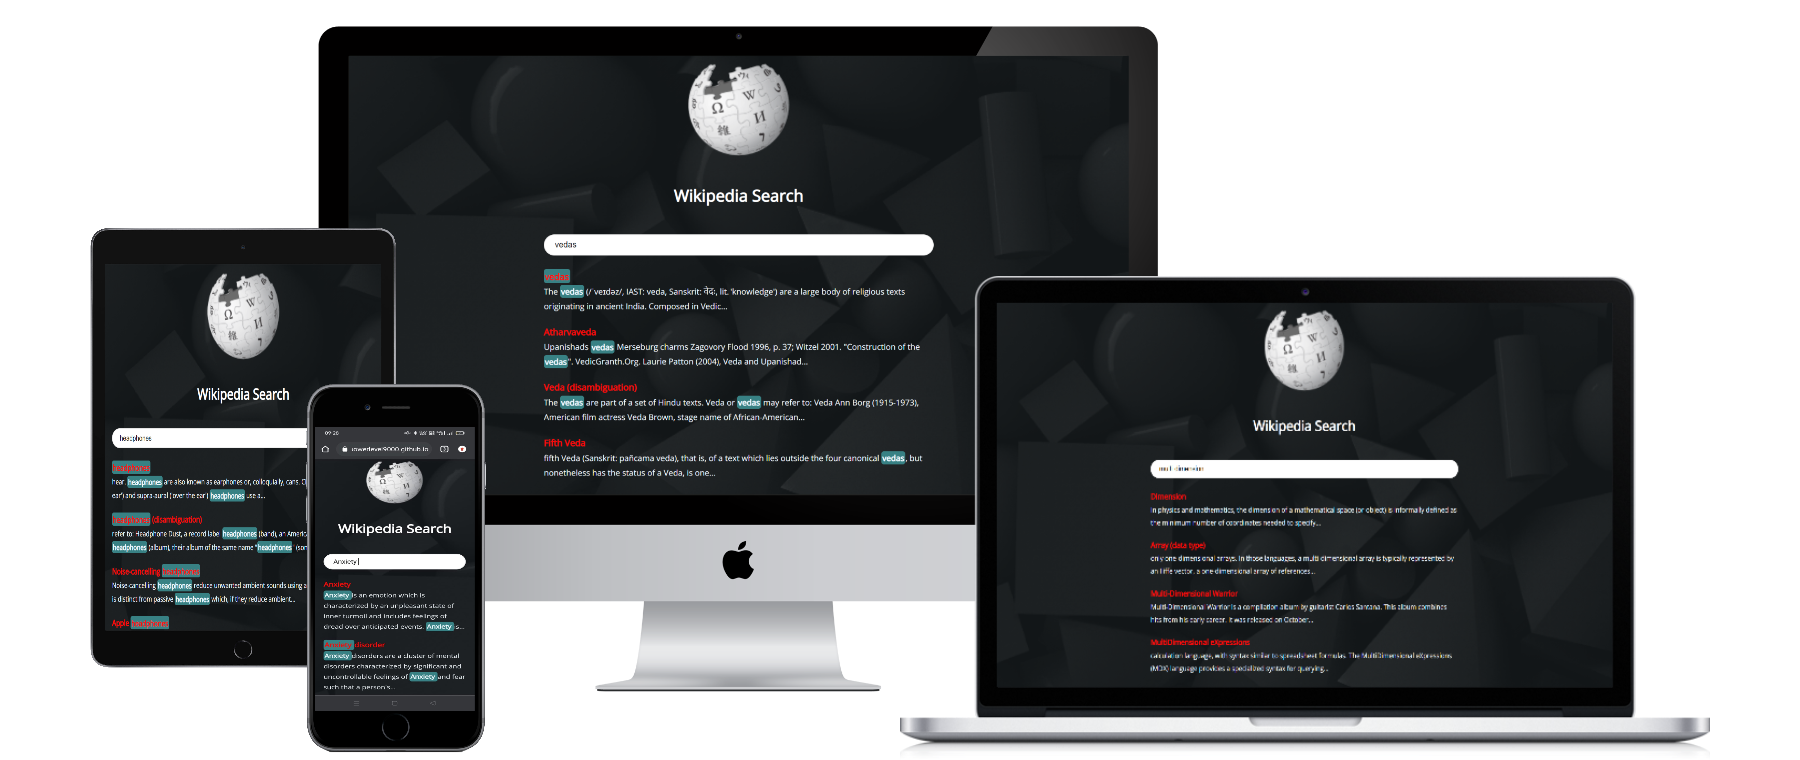 Wikipedia Search
vedas
vedas
The vedas (/ˈveɪdəz/, IAST: veda, Sanskrit: वेदः, lit. 'knowledge') are a large body of religious texts
originating in ancient India. Composed in Vedic...
Atharvaveda
Upanishads vedas Merseburg charms Zagovory Flood 1996, p. 37; Witzel 2001. "Construction of the
vedas". VedicGranth.Org. Laurie Patton (2004), Veda and Upanishad...
Veda (disambiguation)
The vedas are part of a set of Hindu texts. Veda or vedas may refer to: Veda Ann Borg (1915-1973),
American film actress Veda Brown, stage name of African-American...
Fifth Veda
fifth Veda (Sanskrit: pañcama veda), that is, of a text which lies outside the four canonical vedas, but
nonetheless has the status of a Veda, is one...
Wikipedia Search
headphones
headphones
hear. headphones are also known as earphones or, colloquially, cans. C
ear') and supra-aural ('over the ear') headphones use a...
headphones (disambiguation)
refer to: Headphone Dust, a record labe headphones (band), an America
headphones (album), their album of the same name "headphones" (son
Noise-cancelling headphones
Noise-cancelling headphones reduce unwanted ambient sounds using a
is distinct from passive headphones which, if they reduce ambient...
Apple headphones
09:20
owerlevel9000.github.io
Wikipedia Search
Anxiety
Anxiety
Anxiety is an emotion which is
characterized by an unpleasant state of
inner turmoil and includes feelings of
dread over anticipated events. Anxiety is...
Anxiety disorder
Anxiety disorders are a cluster of mental
disorders characterized by significant and
uncontrollable feelings of Anxiety and fear
such that a person's...
Wikipedia Search
multi-dimension
Dimension
In physics and mathematics, the dimension of a mathematical space (or object) is informally defined as
the minimum number of coordinates needed to specify...
Array (data type)
only one dimensional arrays. In those languages, a multi dimensional array is typically represented by
an Iliffe vector, a one dimensional array of references...
Multi-Dimensional Warrior
Multi-Dimensional Warrior is a compilation album by guitarist Carlos Santana. This album combines
hits from his early career. It was released on October...
MultiDimensional eXpressions
calculation language, with syntax similar to spreadsheet formulas. The MultiDimensional eXpressions
(MDX) language provides a specialized syntax for querying...